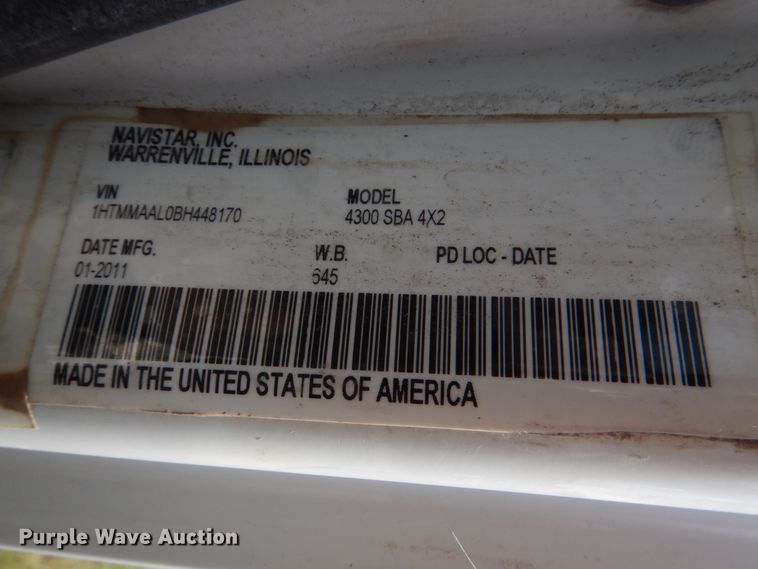 NAVISTAR, INC.
WARRENVILLE, ILLINOIS
VIN MODEL
1HTMMAAL0BH448170 4300 SBA 4X2
DATE MFG. W.B. PD LOC - DATE
01-2011 645
MADE IN THE UNITED STATES OF AMERICA
Purple Wave Auction